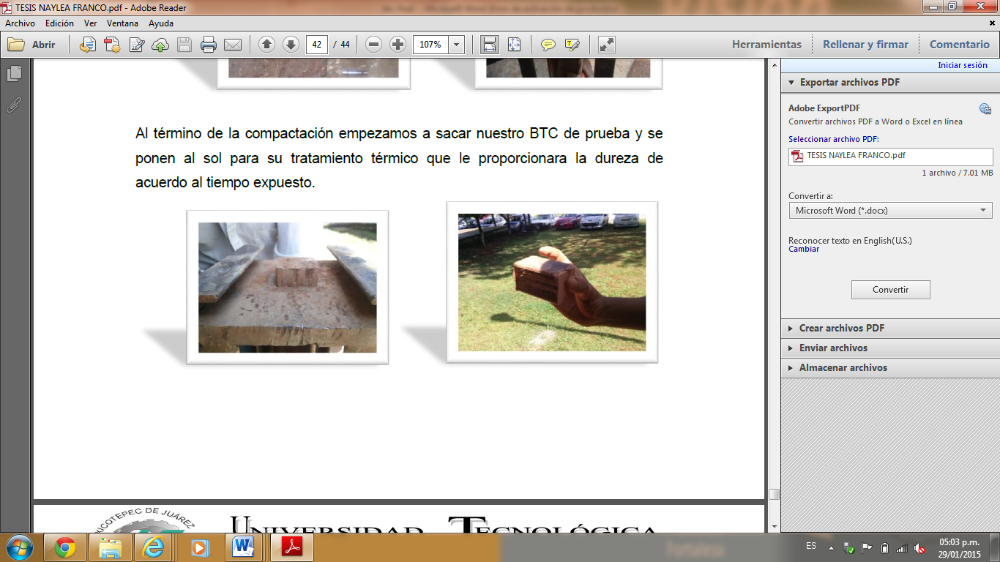 TESIS NAYLEA FRANCO.pdf - Adobe Reader
Archivo Edición Ver Ventana Ayuda
Abrir 42 / 44 107% Herramientas Rellenar y firmar Comentario
Iniciar sesión
Exportar archivos PDF
Adobe ExportPDF
Convertir archivos PDF a Word o Excel en línea
Seleccionar archivo PDF:
TESIS NAYLEA FRANCO.pdf
1 archivo / 7.01 MB
Convertir a:
Microsoft Word (*.docx)
Reconocer texto en English(U.S.)
Cambiar
Convertir
Crear archivos PDF
Enviar archivos
Almacenar archivos
Al término de la compactación empezamos a sacar nuestro BTC de prueba y se
ponen al sol para su tratamiento térmico que le proporcionara la dureza de
acuerdo al tiempo expuesto.
XICOTEPEC DE JUÁREZ
UNIVERSIDAD TECNOLÓGICA
ES
05:03 p.m.
29/01/2015